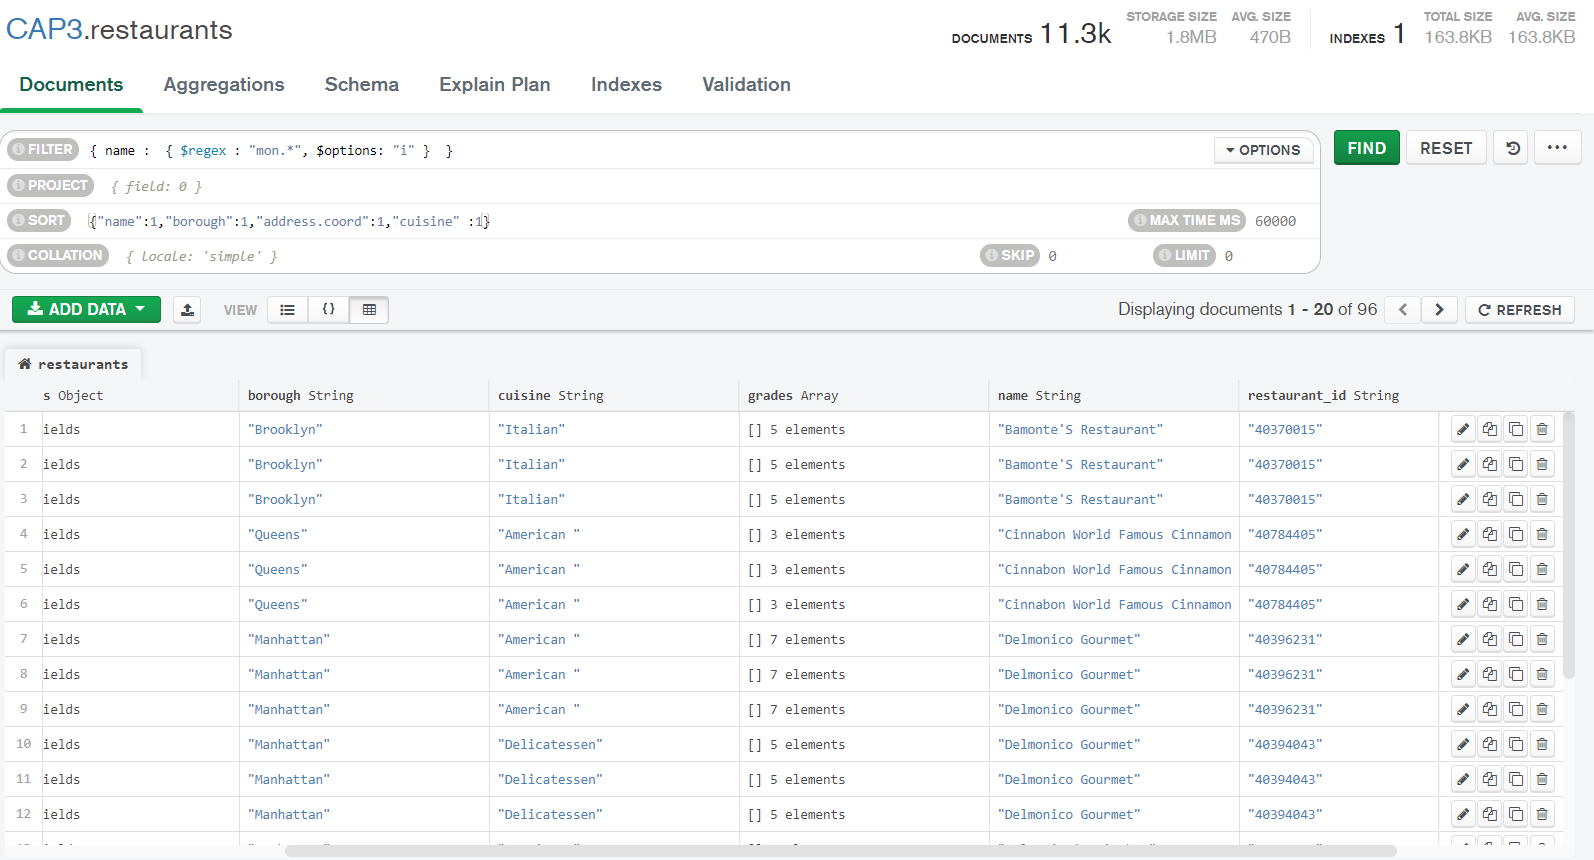 CAP3.restaurants
DOCUMENTS 11.3k STORAGE SIZE 1.8MB AVG. SIZE 470B INDEXES 1 TOTAL SIZE 163.8KB AVG. SIZE 163.8KB
Documents Aggregations Schema Explain Plan Indexes Validation
FILTER { name : { $regex : "mon.*", $options: "i" } } OPTIONS FIND RESET ...
PROJECT { field: 0 }
SORT {"name":1,"borough":1,"address.coord":1,"cuisine" :1} MAX TIME MS 60000
COLLATION { locale: 'simple' } SKIP 0 LIMIT 0
ADD DATA VIEW {} Displaying documents 1 - 20 of 96 < > REFRESH
restaurants
s Object borough String cuisine String grades Array name String restaurant_id String
1 ields "Brooklyn" "Italian" [] 5 elements "Bamonte'S Restaurant" "40370015"
2 ields "Brooklyn" "Italian" [] 5 elements "Bamonte'S Restaurant" "40370015"
3 ields "Brooklyn" "Italian" [] 5 elements "Bamonte'S Restaurant" "40370015"
4 ields "Queens" "American " [] 3 elements "Cinnabon World Famous Cinnamon "40784405"
5 ields "Queens" "American " [] 3 elements "Cinnabon World Famous Cinnamon "40784405"
6 ields "Queens" "American " [] 3 elements "Cinnabon World Famous Cinnamon "40784405"
7 ields "Manhattan" "American " [] 7 elements "Delmonico Gourmet" "40396231"
8 ields "Manhattan" "American " [] 7 elements "Delmonico Gourmet" "40396231"
9 ields "Manhattan" "American " [] 7 elements "Delmonico Gourmet" "40396231"
10 ields "Manhattan" "Delicatessen" [] 5 elements "Delmonico Gourmet" "40394043"
11 ields "Manhattan" "Delicatessen" [] 5 elements "Delmonico Gourmet" "40394043"
12 ields "Manhattan" "Delicatessen" [] 5 elements "Delmonico Gourmet" "40394043"